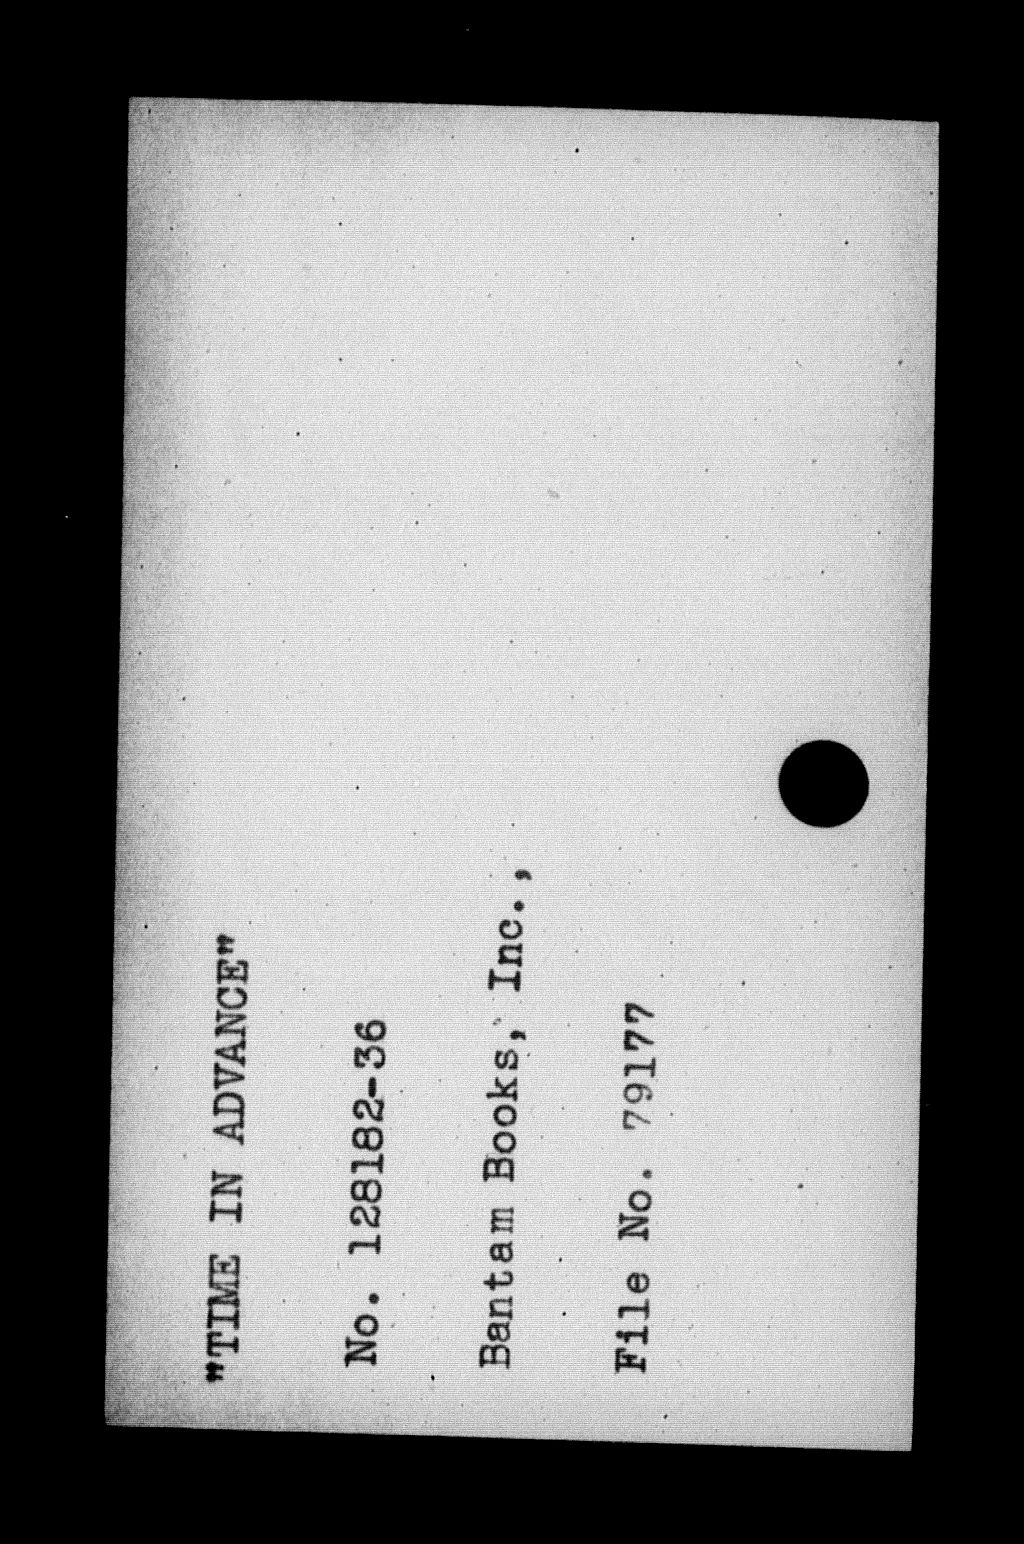 "TIME IN ADVANCE"
No. 128182-36
Bantam Books, Inc.,
File No. 79177